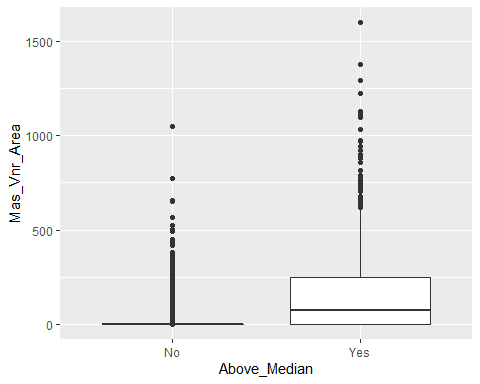 1500
1000
500
0
Mas_Vnr_Area
No
Yes
Above_Median